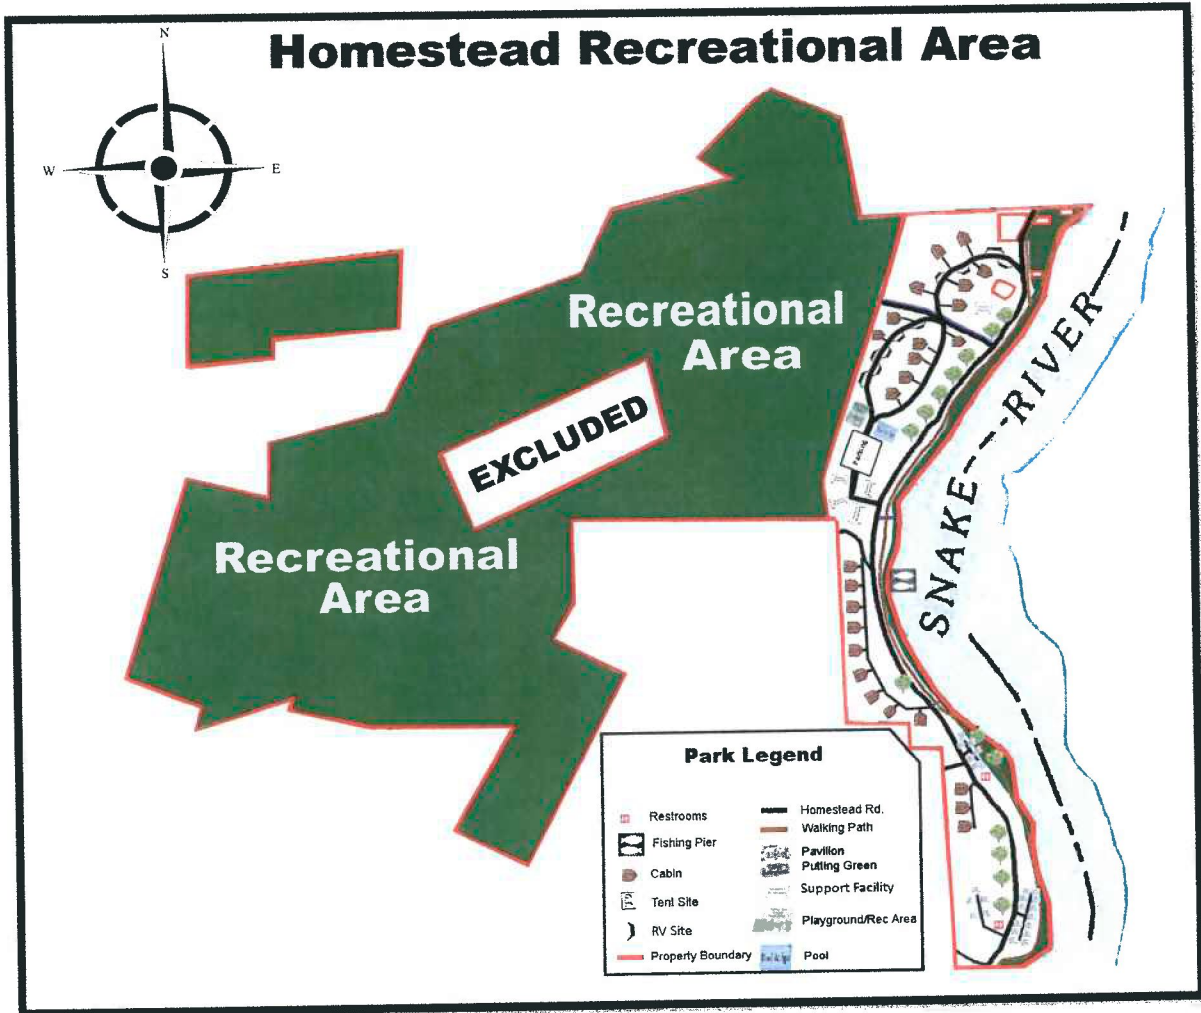 Homestead Recreational Area
N
W
E
S
Recreational
Area
EXCLUDED
Recreational
Area
SNAKE
RIVER
Park Legend
Restrooms
Fishing Pier
Cabin
Tent Site
RV Site
Property Boundary
Homestead Rd.
Walking Path
Pavilion
Putting Green
Support Facility
Playground/Rec Area
Pool